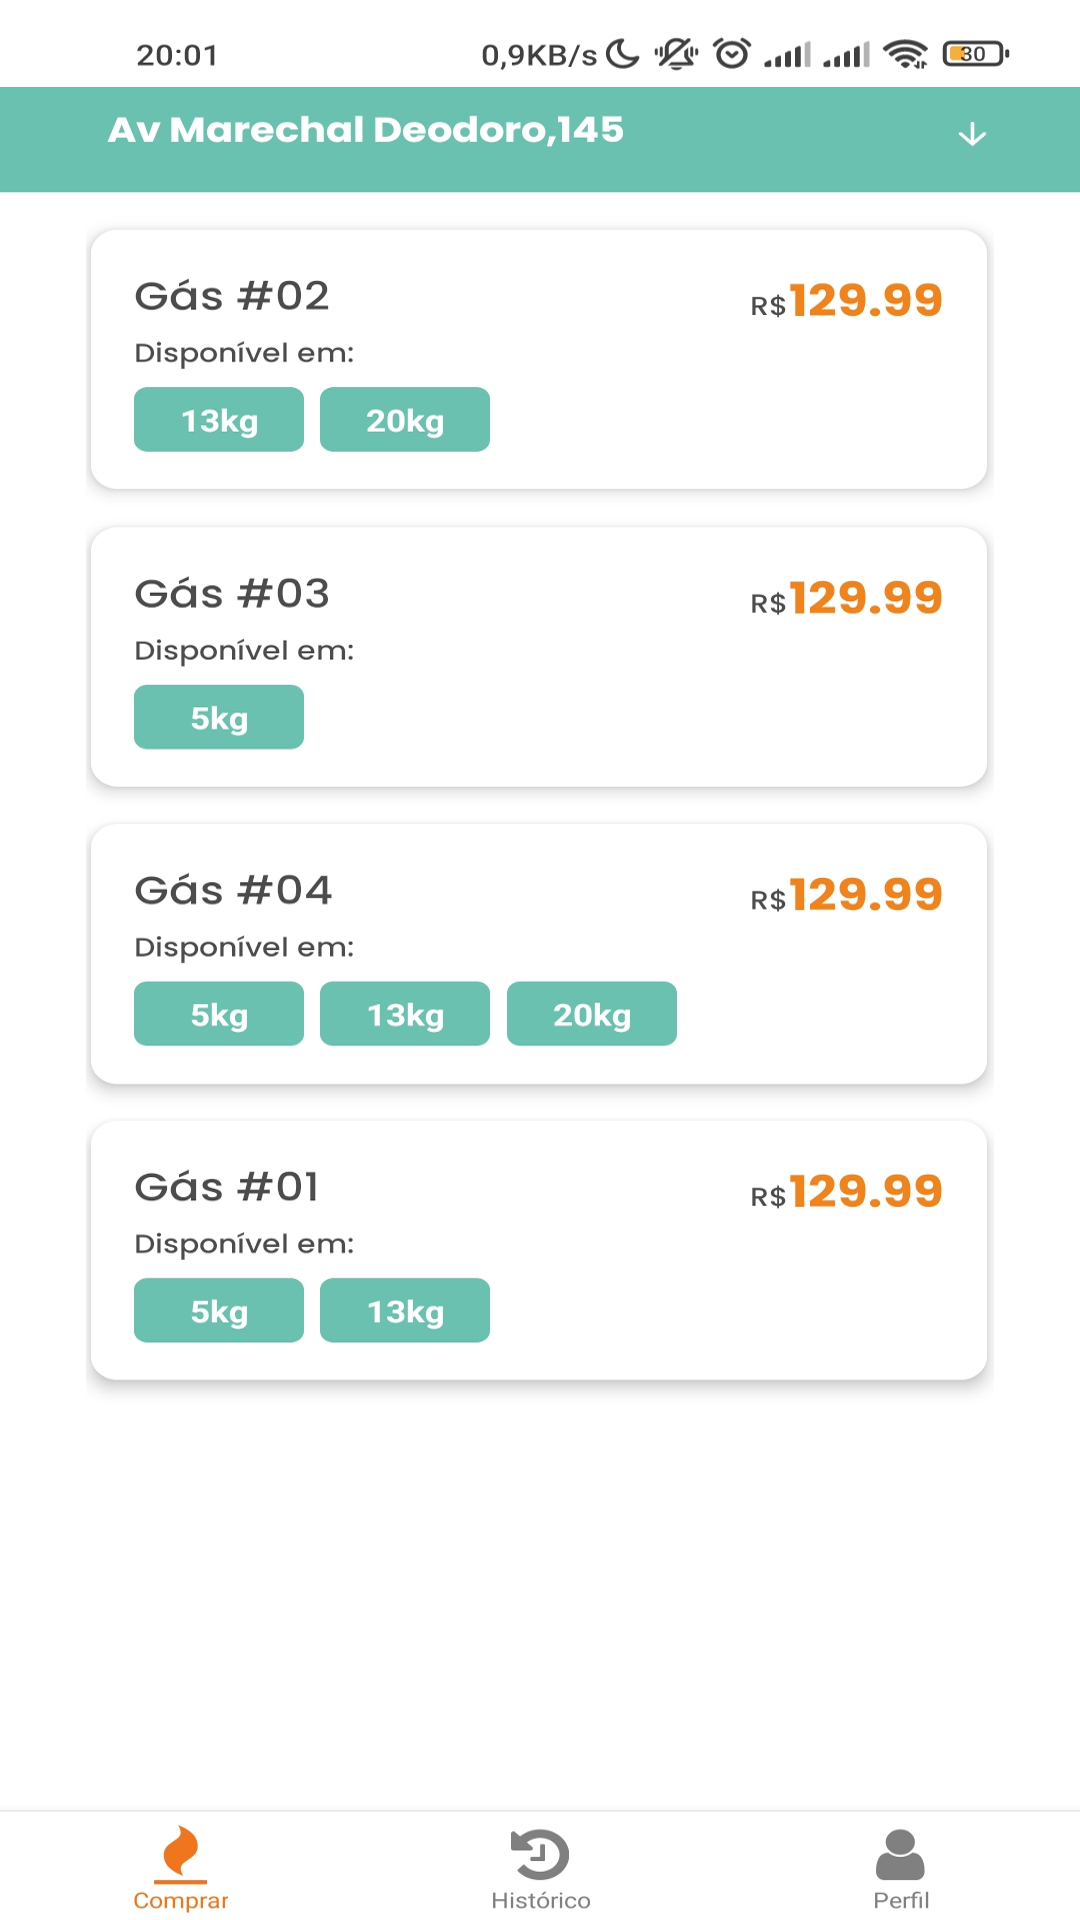 20:01 0,9KB/s 30
Av Marechal Deodoro,145
Gás #02 R$129.99
Disponível em:
13kg 20kg
Gás #03 R$129.99
Disponível em:
5kg
Gás #04 R$129.99
Disponível em:
5kg 13kg 20kg
Gás #01 R$129.99
Disponível em:
5kg 13kg
Comprar Histórico Perfil